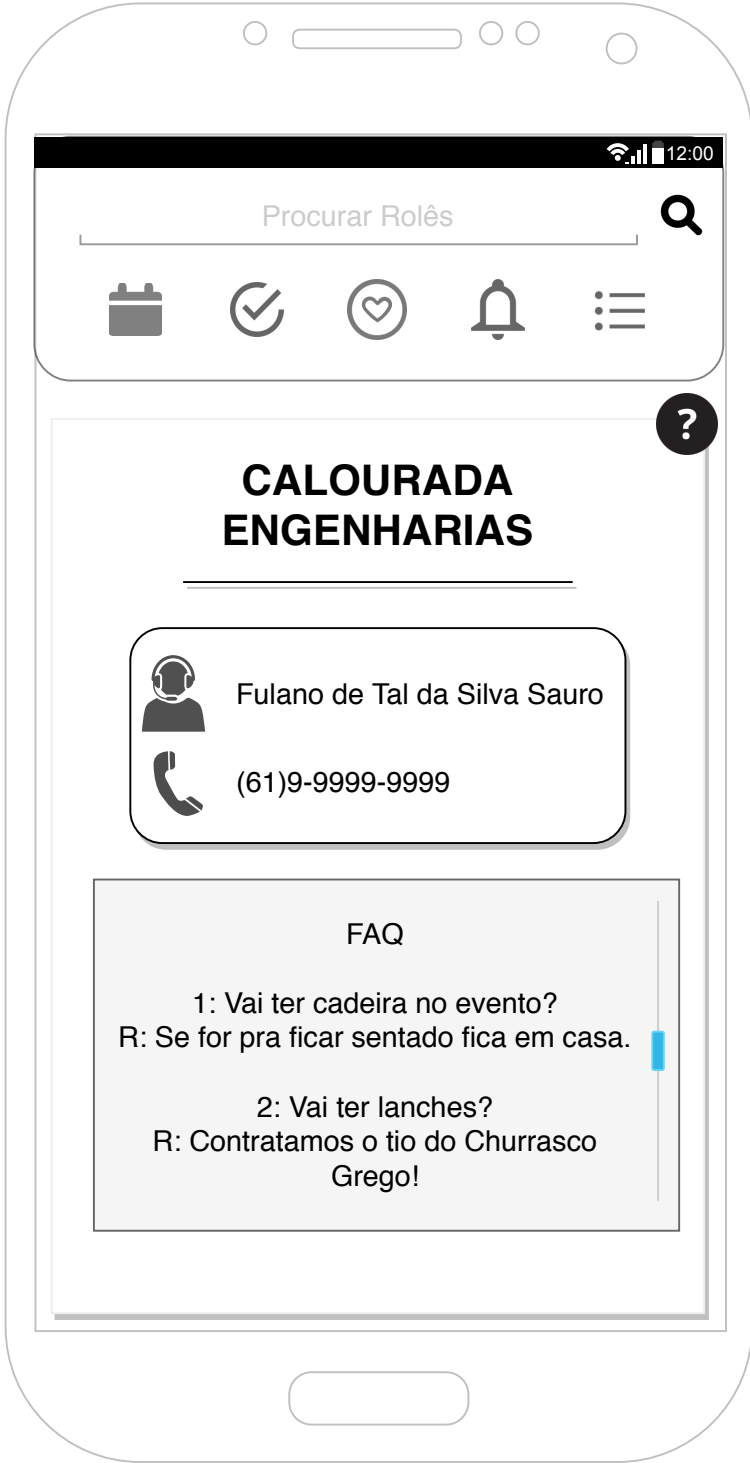 12:00
Procurar Rolês
?
CALOURADA
ENGENHARIAS
Fulano de Tal da Silva Sauro
(61)9-9999-9999
FAQ
1: Vai ter cadeira no evento?
R: Se for pra ficar sentado fica em casa.
2: Vai ter lanches?
R: Contratamos o tio do Churrasco
Grego!